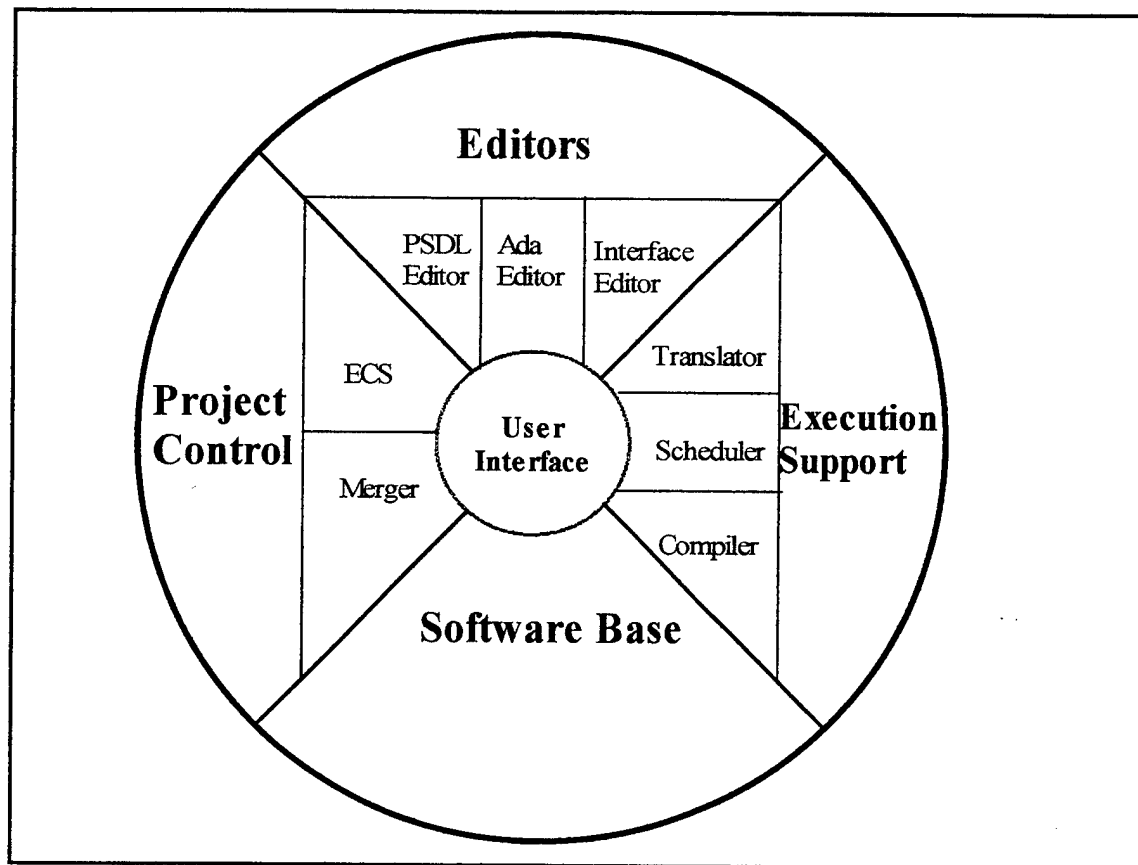 Editors
PSDL
Editor
Ada
Editor
Interface
Editor
Project
Control
ECS
Merger
User
Interface
Translator
Scheduler
Compiler
Execution
Support
Software Base